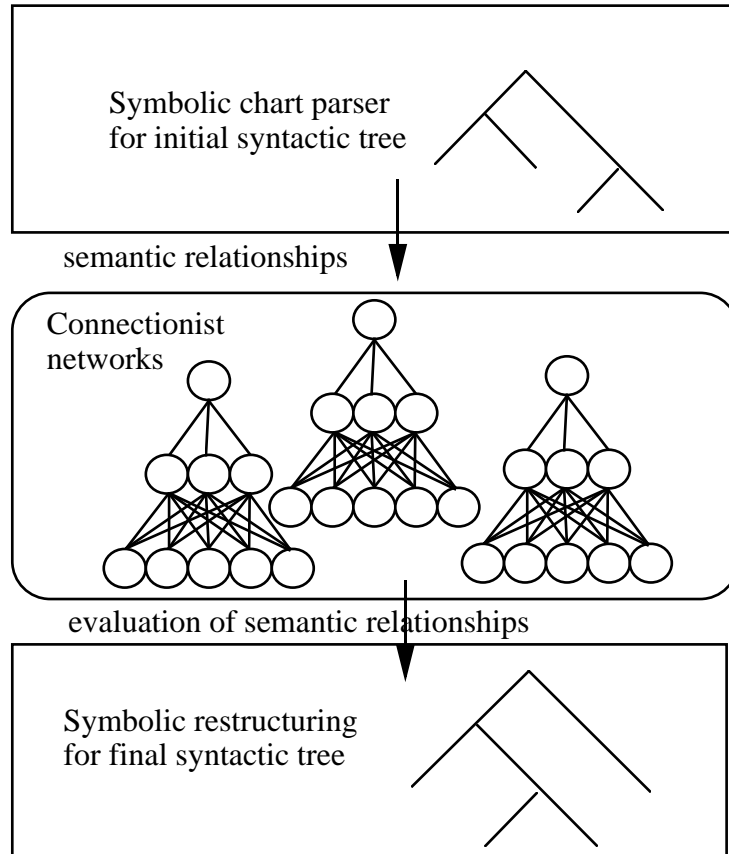 Symbolic chart parser
for initial syntactic tree
semantic relationships
Connectionist
networks
evaluation of semantic relationships
Symbolic restructuring
for final syntactic tree